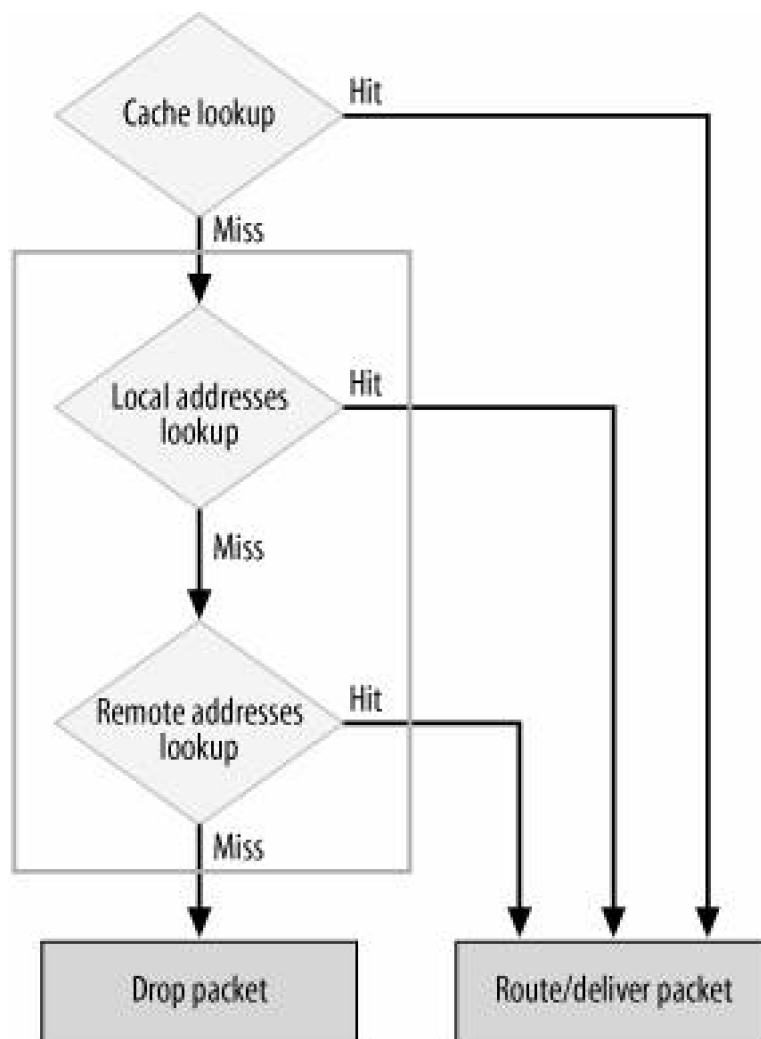 Cache lookup
Hit
Miss
Local addresses
lookup
Hit
Miss
Remote addresses
lookup
Hit
Miss
Drop packet
Route/deliver packet